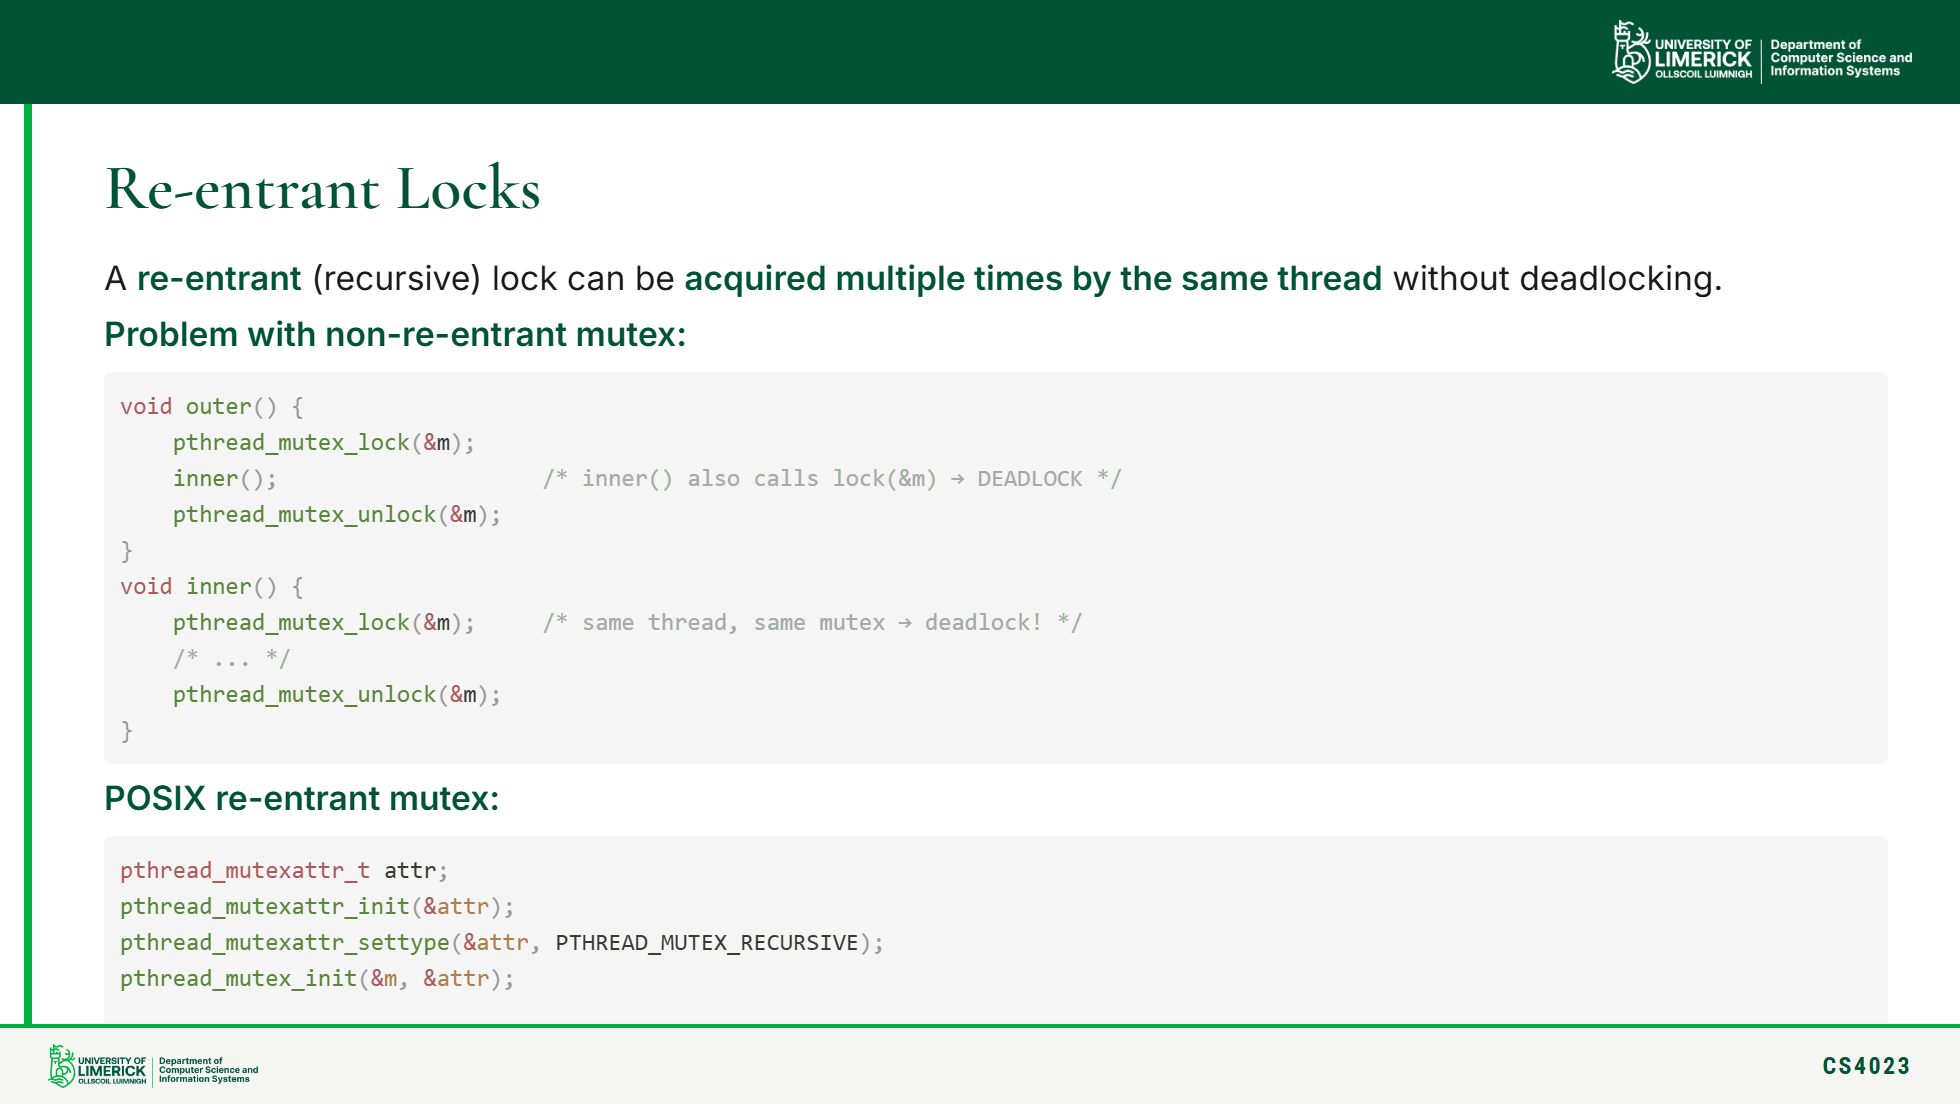 UNIVERSITY OF
LIMERICK
OLLSCOIL LUIMNIGH
Department of
Computer Science and
Information Systems
Re-entrant Locks
A re-entrant (recursive) lock can be acquired multiple times by the same thread without deadlocking.
Problem with non-re-entrant mutex:
void outer() {
    pthread_mutex_lock(&m);
    inner();                    /* inner() also calls lock(&m) → DEADLOCK */
    pthread_mutex_unlock(&m);
}
void inner() {
    pthread_mutex_lock(&m);     /* same thread, same mutex → deadlock! */
    /* ... */
    pthread_mutex_unlock(&m);
}
POSIX re-entrant mutex:
pthread_mutexattr_t attr;
pthread_mutexattr_init(&attr);
pthread_mutexattr_settype(&attr, PTHREAD_MUTEX_RECURSIVE);
pthread_mutex_init(&m, &attr);
UNIVERSITY OF
LIMERICK
OLLSCOIL LUIMNIGH
Department of
Computer Science and
Information Systems
CS4023